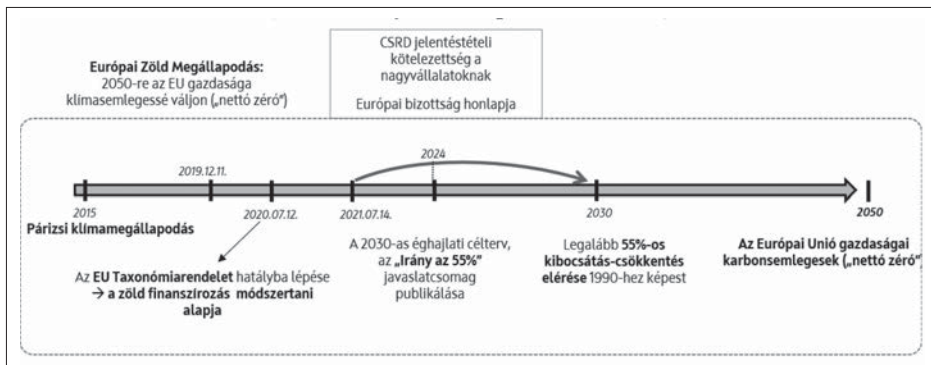 CSRD jelentéstételi
kötelezettség a
nagyvállalatoknak
Európai bizottság honlapja
Európai Zöld Megállapodás:
2050-re az EU gazdasága
klímasemlegessé váljon („nettó zéró”)
2019.12.11.
2024
2015
2020.07.12.
2021.07.14.
2030
2050
Párizsi klímamegállapodás
Az EU Taxonómiarendelet hatályba lépése
→ a zöld finanszírozás módszertani
alapja
A 2030-as éghajlati célterv,
az „Irány az 55%”
javaslatcsomag
publikálása
Legalább 55%-os
kibocsátás-csökkentés
elérése 1990-hez képest
Az Európai Unió gazdaságai
karbonsemlegesek („nettó zéró”)